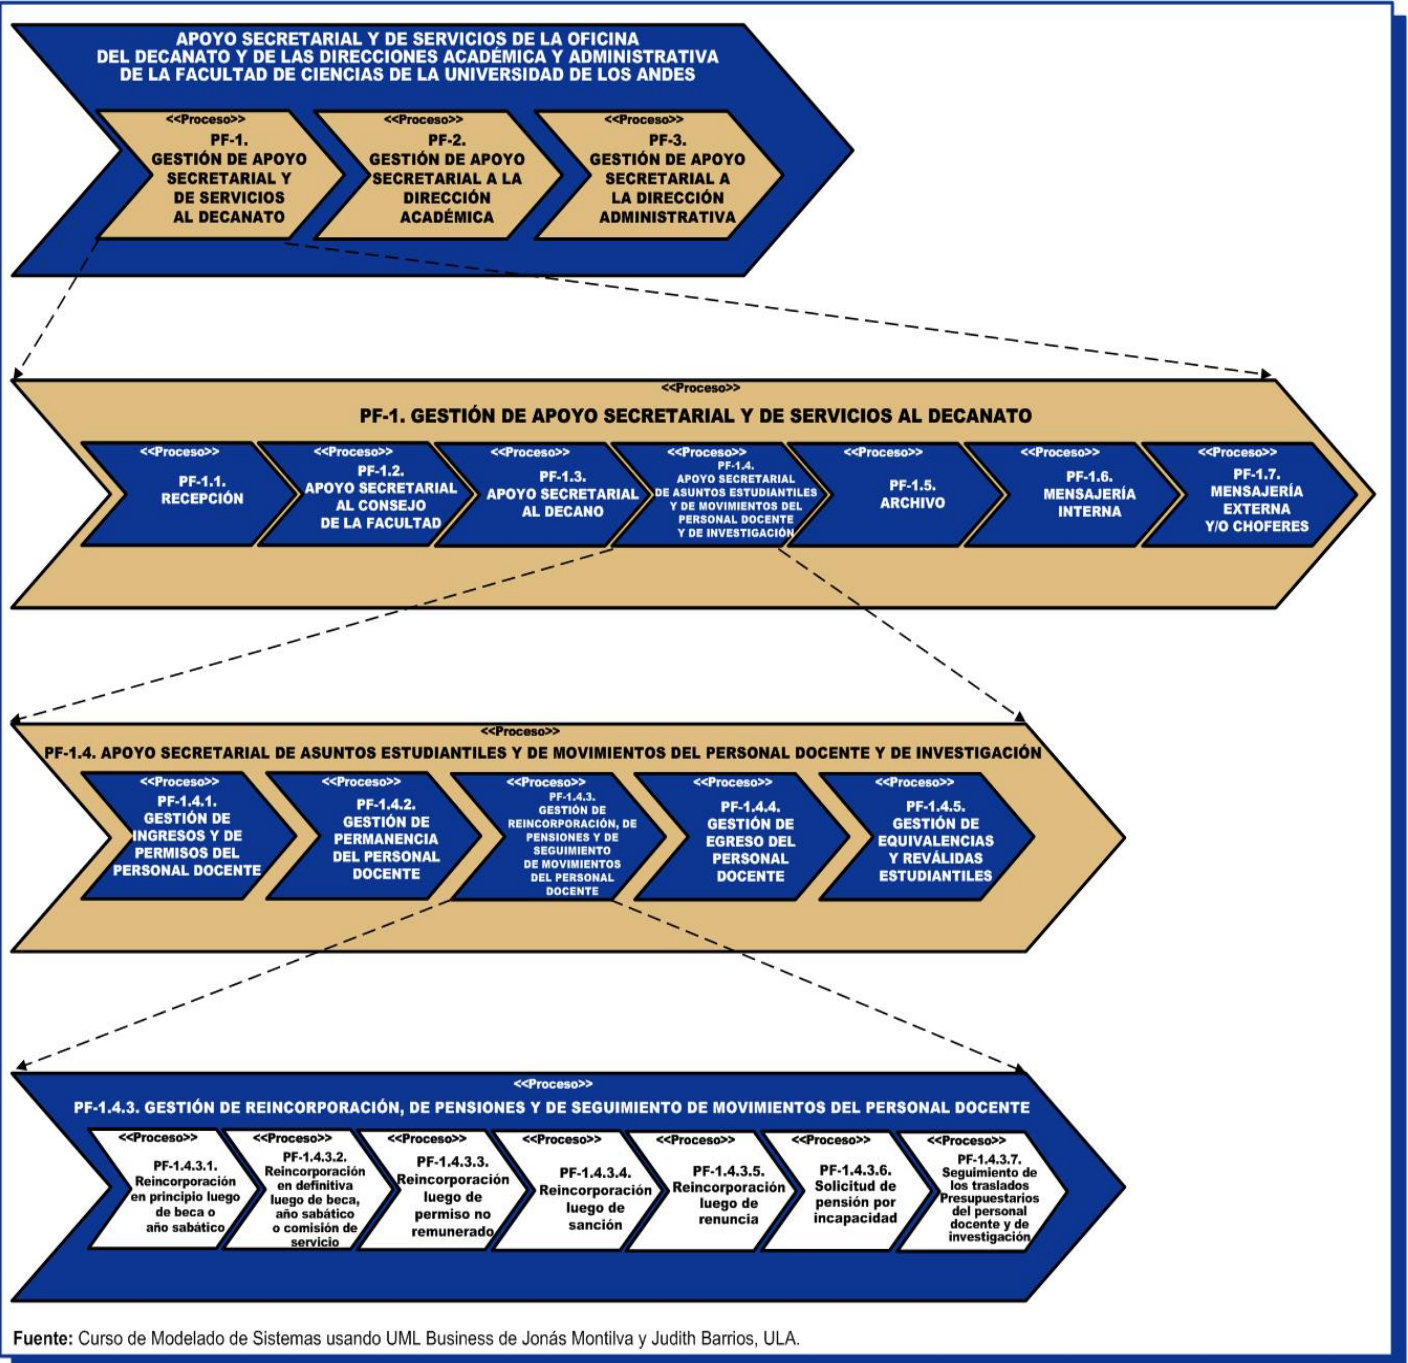 APOYO SECRETARIAL Y DE SERVICIOS DE LA OFICINA
DEL DECANATO Y DE LAS DIRECCIONES ACADÉMICA Y ADMINISTRATIVA
DE LA FACULTAD DE CIENCIAS DE LA UNIVERSIDAD DE LOS ANDES
<<Proceso>>
PF-1.
GESTIÓN DE APOYO
SECRETARIAL Y
DE SERVICIOS
AL DECANATO
<<Proceso>>
PF-2.
GESTIÓN DE APOYO
SECRETARIAL A LA
DIRECCIÓN
ACADÉMICA
<<Proceso>>
PF-3.
GESTIÓN DE APOYO
SECRETARIAL A
LA DIRECCIÓN
ADMINISTRATIVA
<<Proceso>>
PF-1. GESTIÓN DE APOYO SECRETARIAL Y DE SERVICIOS AL DECANATO
<<Proceso>>
PF-1.1.
RECEPCIÓN
<<Proceso>>
PF-1.2.
APOYO SECRETARIAL
AL CONSEJO
DE LA FACULTAD
<<Proceso>>
PF-1.3.
APOYO SECRETARIAL
AL DECANO
<<Proceso>>
PF-1.4.
APOYO SECRETARIAL
DE ASUNTOS ESTUDIANTILES
Y DE MOVIMIENTOS DEL
PERSONAL DOCENTE
Y DE INVESTIGACIÓN
<<Proceso>>
PF-1.5.
ARCHIVO
<<Proceso>>
PF-1.6.
MENSAJERÍA
INTERNA
<<Proceso>>
PF-1.7.
MENSAJERÍA
EXTERNA
Y/O CHOFERES
<<Proceso>>
PF-1.4. APOYO SECRETARIAL DE ASUNTOS ESTUDIANTILES Y DE MOVIMIENTOS DEL PERSONAL DOCENTE Y DE INVESTIGACIÓN
<<Proceso>>
PF-1.4.1.
GESTIÓN DE
INGRESOS Y DE
PERMISOS DEL
PERSONAL DOCENTE
<<Proceso>>
PF-1.4.2.
GESTIÓN DE
PERMANENCIA
DEL PERSONAL
DOCENTE
<<Proceso>>
PF-1.4.3.
GESTIÓN DE
REINCORPORACIÓN, DE
PENSIONES Y DE
SEGUIMIENTO
DE MOVIMIENTOS
DEL PERSONAL
DOCENTE
<<Proceso>>
PF-1.4.4.
GESTIÓN DE
EGRESO DEL
PERSONAL
DOCENTE
<<Proceso>>
PF-1.4.5.
GESTIÓN DE
EQUIVALENCIAS
Y REVÁLIDAS
ESTUDIANTILES
<<Proceso>>
PF-1.4.3. GESTIÓN DE REINCORPORACIÓN, DE PENSIONES Y DE SEGUIMIENTO DE MOVIMIENTOS DEL PERSONAL DOCENTE
<<Proceso>>
PF-1.4.3.1.
Reincorporación
en principio luego
de beca o
año sabático
<<Proceso>>
PF-1.4.3.2.
Reincorporación
en definitiva
luego de beca,
año sabático
o comisión de
servicio
<<Proceso>>
PF-1.4.3.3.
Reincorporación
luego de
permiso no
remunerado
<<Proceso>>
PF-1.4.3.4.
Reincorporación
luego de
sanción
<<Proceso>>
PF-1.4.3.5.
Reincorporación
luego de
renuncia
<<Proceso>>
PF-1.4.3.6.
Solicitud de
pensión por
incapacidad
<<Proceso>>
PF-1.4.3.7.
Seguimiento de
los traslados
Presupuestarios
del personal
docente y de
investigación
Fuente: Curso de Modelado de Sistemas usando UML Business de Jonás Montilva y Judith Barrios, ULA.